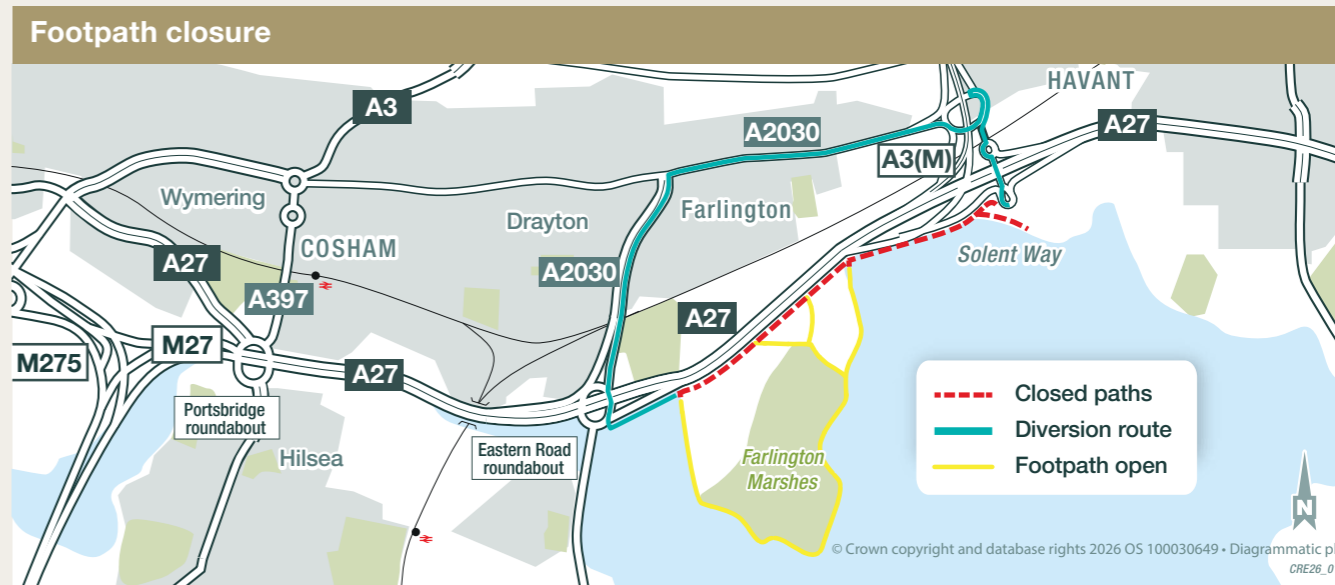 Footpath closure
HAVANT
A3
A2030
A27
A3(M)
Wymering
Drayton
Farlington
COSHAM
Solent Way
A27
A2030
A397
A27
M27
M275
A27
Portsbridge
roundabout
Eastern Road
roundabout
Hilsea
Farlington
Marshes
Closed paths
Diversion route
Footpath open
N
© Crown copyright and database rights 2026 OS 100030649 • Diagrammatic pl
CRE26_0